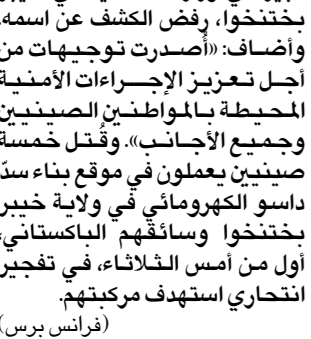 بختنخوا، رفض الكشف عن اسمه.
وأضاف: «أُصدرت توجيهات من
أجل تعزيز الإجراءات الأمنية
المحيطة بالمواطنين الصينيين
وجميع الأجانب». وقُتل خمسة
صينيين يعملون في موقع بناء سدّ
داسو الكهرومائي في ولاية خيبر
بختنخوا وسائقهم الباكستاني،
أول من أمس الثلاثاء، في تفجير
انتحاري استهدف مركبتهم.
(فرانس برس)